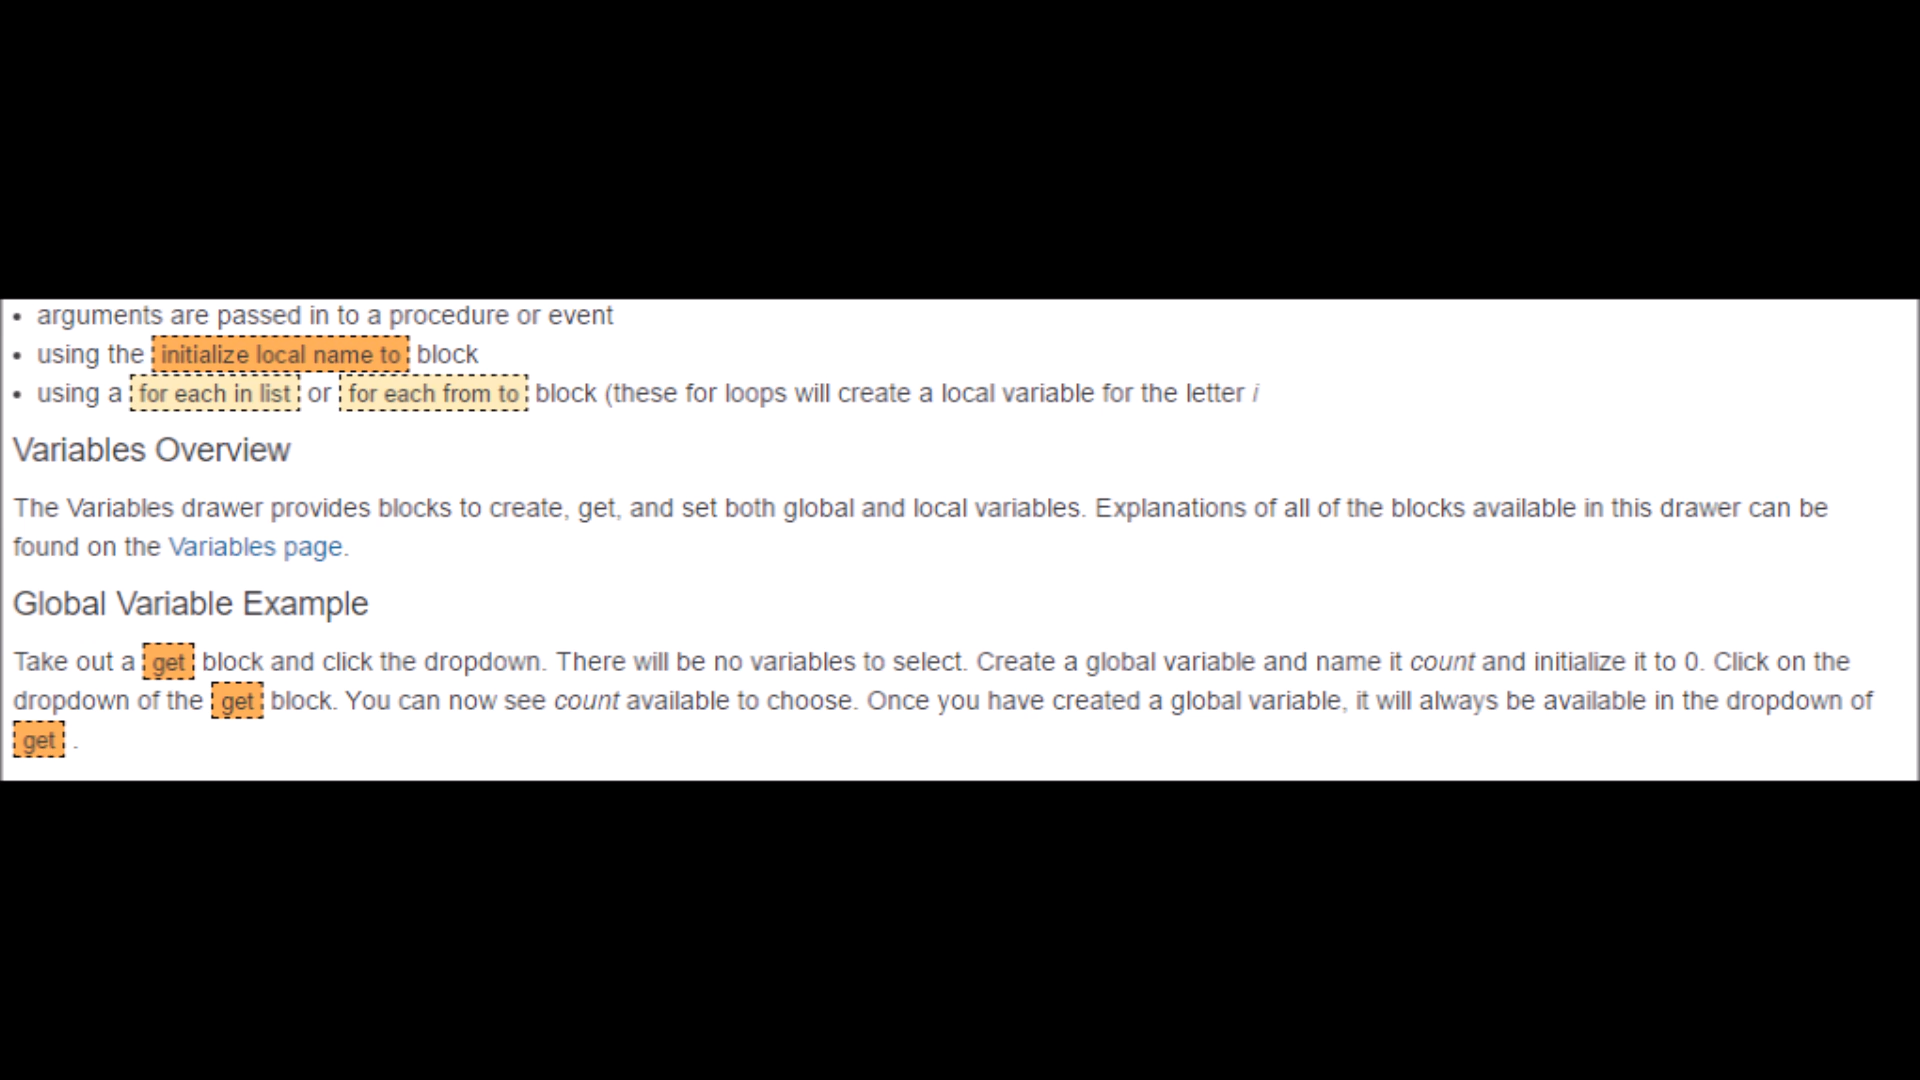 • arguments are passed in to a procedure or event
• using the initialize local name to block
• using a for each in list or for each from to block (these for loops will create a local variable for the letter i
Variables Overview
The Variables drawer provides blocks to create, get, and set both global and local variables. Explanations of all of the blocks available in this drawer can be
found on the Variables page.
Global Variable Example
Take out a get block and click the dropdown. There will be no variables to select. Create a global variable and name it count and initialize it to 0. Click on the
dropdown of the get block. You can now see count available to choose. Once you have created a global variable, it will always be available in the dropdown of
get .